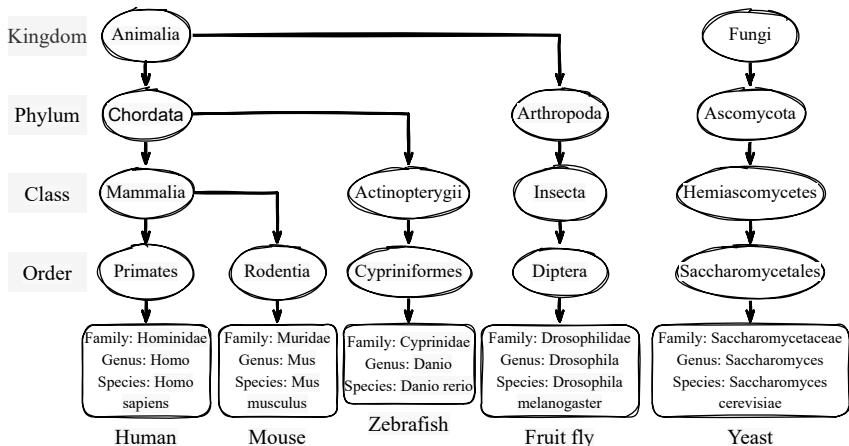 Kingdom Animalia Fungi
Phylum Chordata Arthropoda Ascomycota
Class Mammalia Actinopterygii Insecta Hemiascomycetes
Order Primates Rodentia Cypriniformes Diptera Saccharomycetales
Family: Hominidae
Genus: Homo
Species: Homo
sapiens
Human
Family: Muridae
Genus: Mus
Species: Mus
musculus
Mouse
Family: Cyprinidae
Genus: Danio
Species: Danio rerio
Zebrafish
Family: Drosophilidae
Genus: Drosophila
Species: Drosophila
melanogaster
Fruit fly
Family: Saccharomycetaceae
Genus: Saccharomyces
Species: Saccharomyces
cerevisiae
Yeast